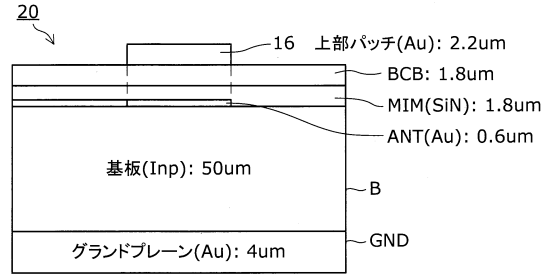 20
16 上部パッチ(Au): 2.2um
BCB: 1.8um
MIM(SiN): 1.8um
ANT(Au): 0.6um
基板(Inp): 50um
B
GND
グランドプレーン(Au): 4um